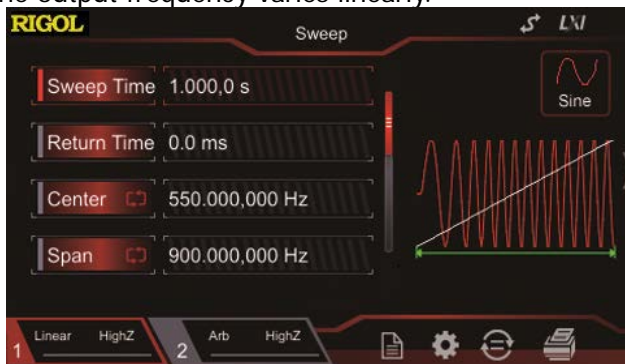 ne output frequency varies linearly.
RIGOL
Sweep
LXI
Sweep Time 1.000,0 s
Sine
Return Time 0.0 ms
Center 550.000,000 Hz
Span 900.000,000 Hz
1 Linear HighZ
2 Arb HighZ